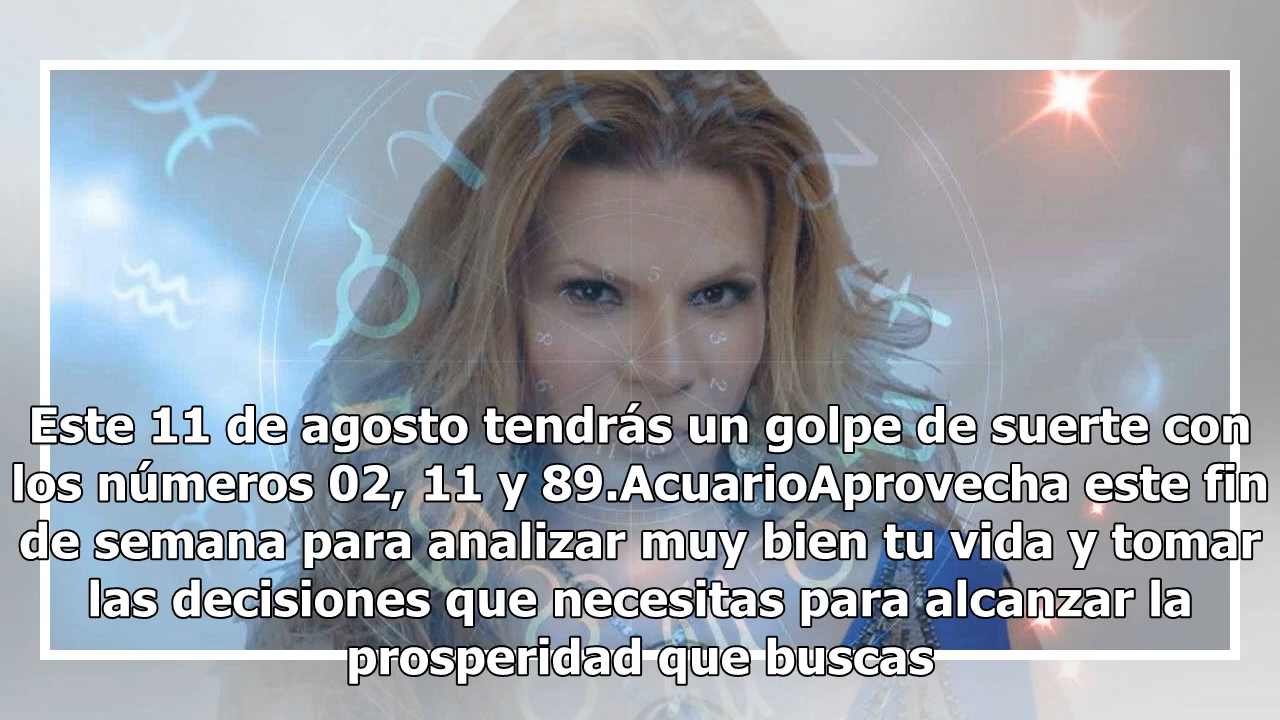 Este 11 de agosto tendrás un golpe de suerte con
los números 02, 11 y 89.AcuarioAprovecha este fin
de semana para analizar muy bien tu vida y tomar
las decisiones que necesitas para alcanzar la
prosperidad que buscas